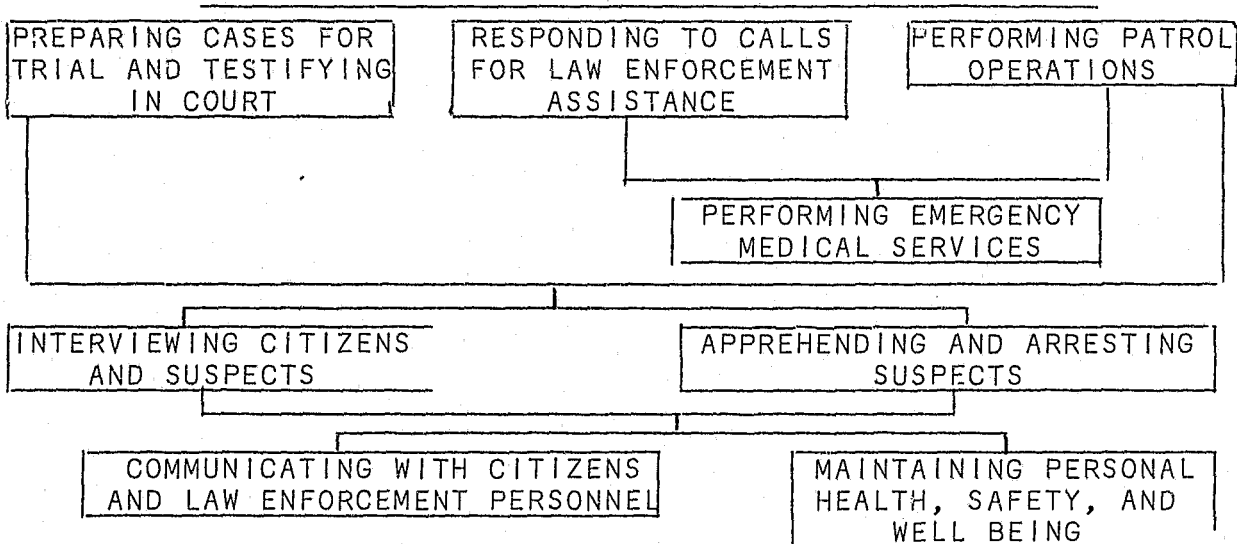 PREPARING CASES FOR
TRIAL AND TESTIFYING
IN COURT
RESPONDING TO CALLS
FOR LAW ENFORCEMENT
ASSISTANCE
PERFORMING PATROL
OPERATIONS
PERFORMING EMERGENCY
MEDICAL SERVICES
INTERVIEWING CITIZENS
AND SUSPECTS
APPREHENDING AND ARRESTING
SUSPECTS
COMMUNICATING WITH CITIZENS
AND LAW ENFORCEMENT PERSONNEL
MAINTAINING PERSONAL
HEALTH, SAFETY, AND
WELL BEING